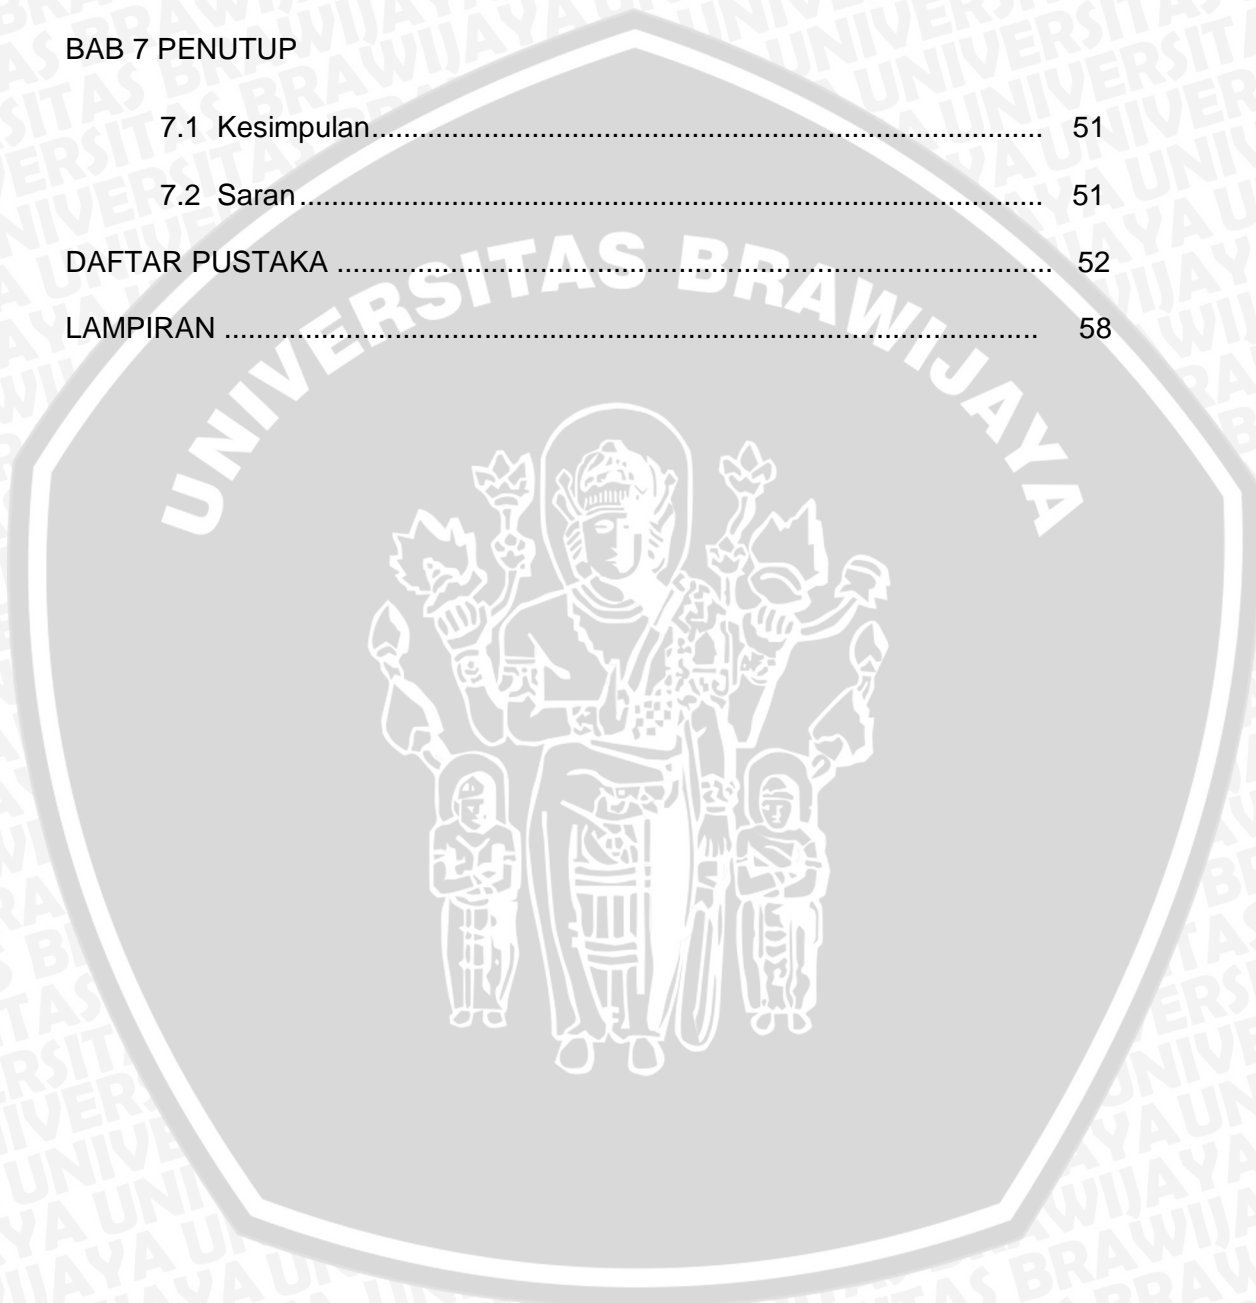 BAB 7 PENUTUP
7.1 Kesimpulan.................................................................................... 51
7.2 Saran............................................................................................. 51
DAFTAR PUSTAKA ......................................................................................... 52
LAMPIRAN ..................................................................................................... 58
UNIVERSITAS BRAWIJAYA